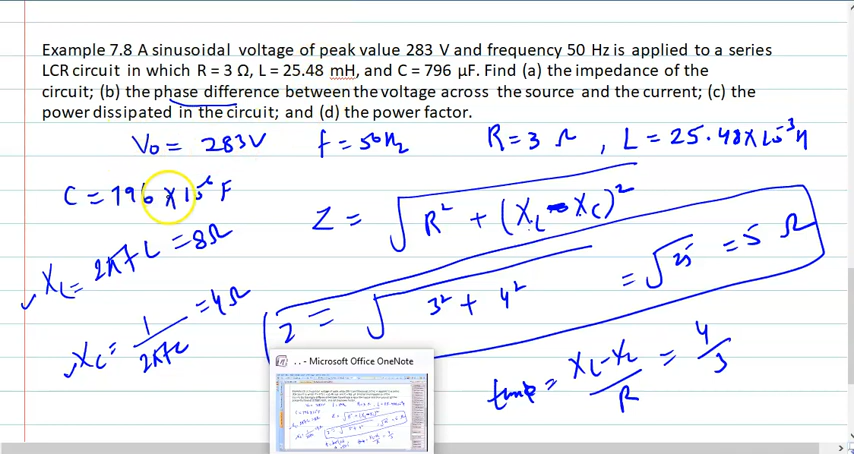 Example 7.8 A sinusoidal voltage of peak value 283 V and frequency 50 Hz is applied to a series
LCR circuit in which R = 3 Ω, L = 25.48 mH, and C = 796 μF. Find (a) the impedance of the
circuit; (b) the phase difference between the voltage across the source and the current; (c) the
power dissipated in the circuit; and (d) the power factor.
V₀ = 283V f = 50Hz R = 3 Ω , L = 25.48×10⁻³H
C = 796 × 10⁻⁶ F
Z = √(R² + (X_L - X_C)²)
X_L = 2πfL = 8Ω
Z = √(3² + 4²) = √25 = 5 Ω
X_C = 1/2πfC = 4Ω
tanφ = X_L - X_C / R = 4/3
.. - Microsoft Office OneNote